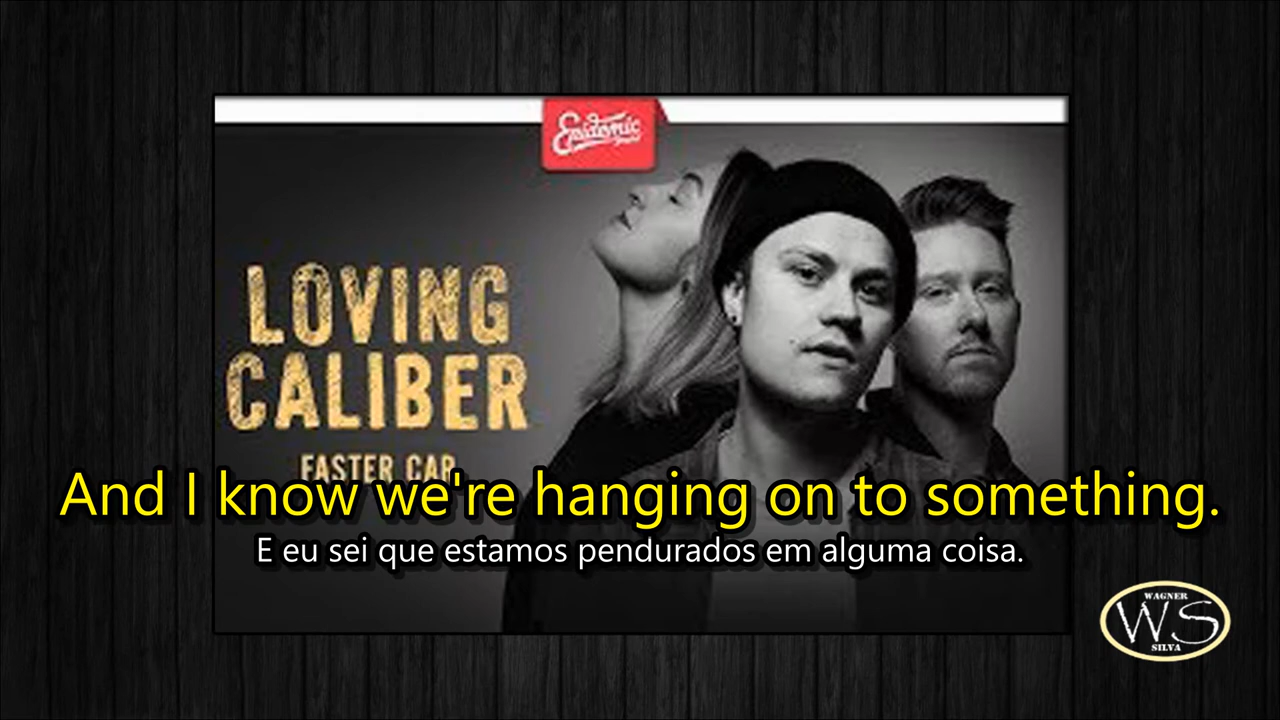 Epidemic
Sound
LOVING
CALIBER
FASTER CAR
And I know we're hanging on to something.
E eu sei que estamos pendurados em alguma coisa.
WAGNER
WS
SILVA